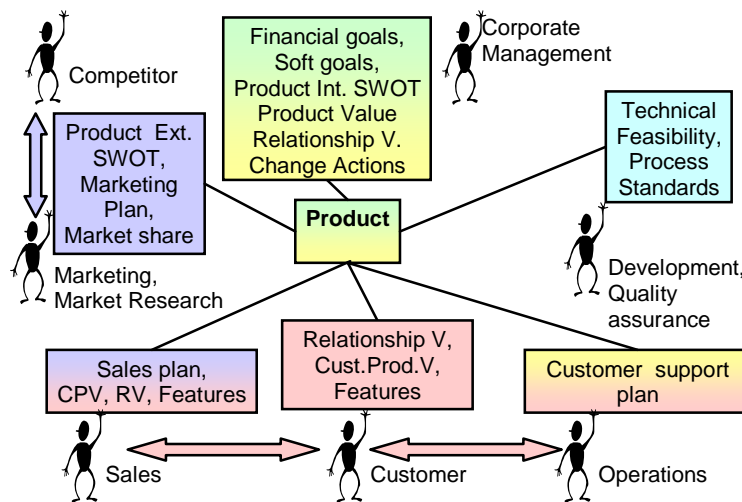 Competitor
Financial goals,
Soft goals,
Product Int. SWOT
Product Value
Relationship V.
Change Actions
Corporate
Management
Product Ext.
SWOT,
Marketing
Plan,
Market share
Technical
Feasibility,
Process
Standards
Product
Marketing,
Market Research
Development,
Quality
assurance
Sales plan,
CPV, RV, Features
Relationship V,
Cust.Prod.V,
Features
Customer support
plan
Sales
Customer
Operations